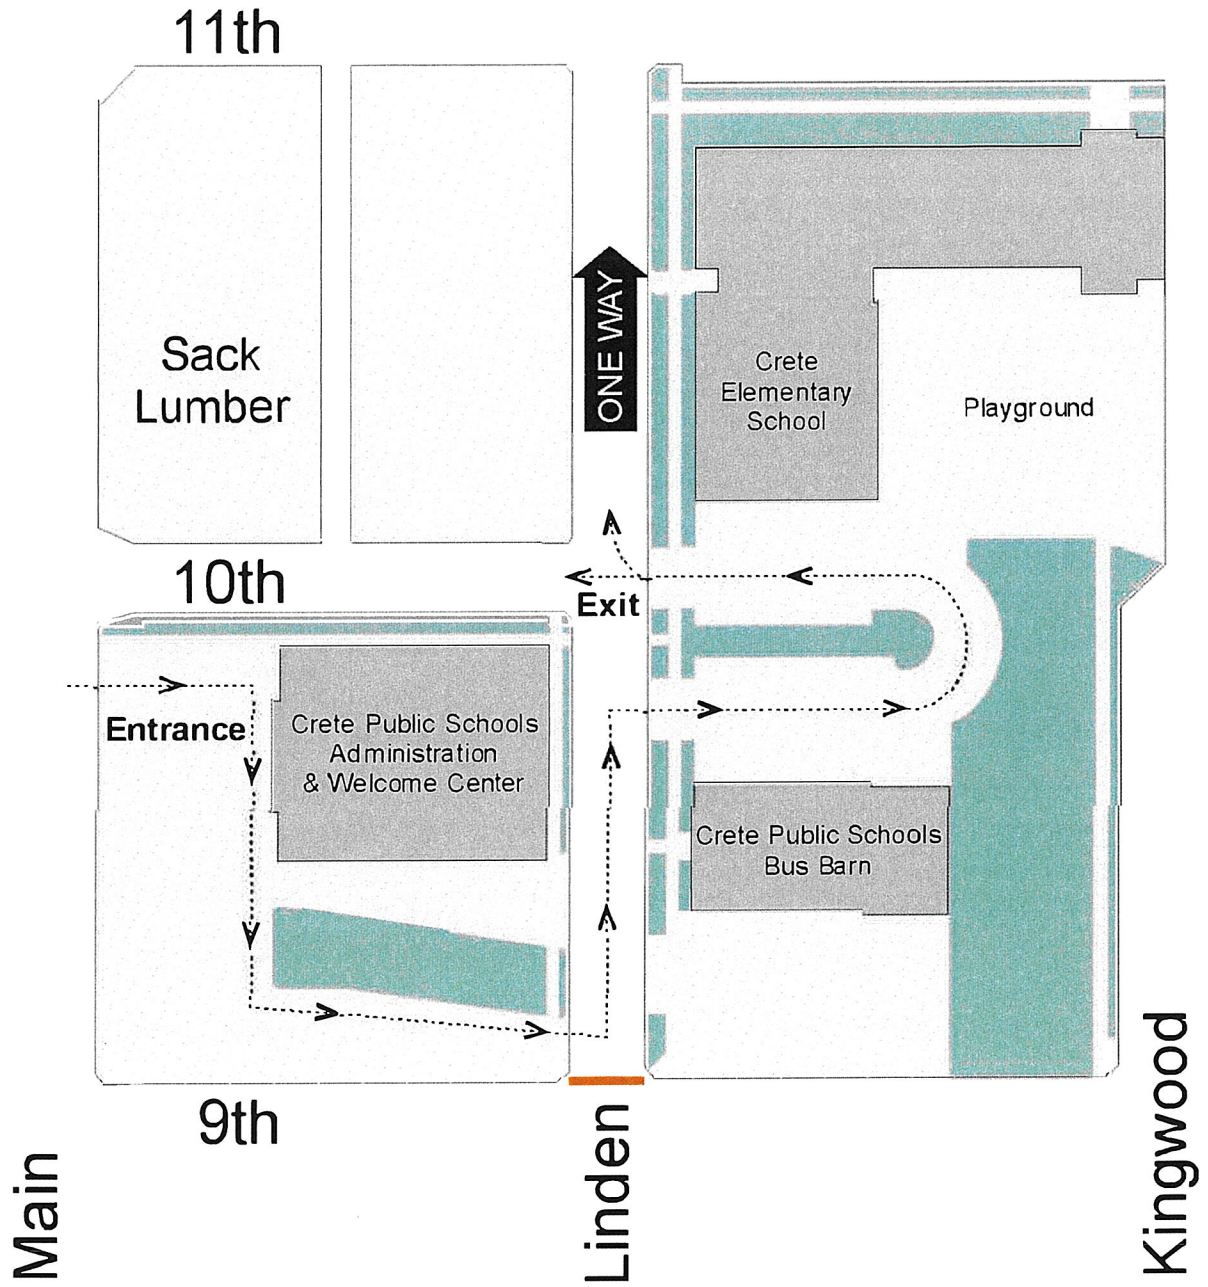 11th
ONE WAY
Sack
Lumber
Crete
Elementary
School
Playground
10th
Exit
Entrance
Crete Public Schools
Administration
& Welcome Center
Crete Public Schools
Bus Barn
9th
Main
Linden
Kingwood